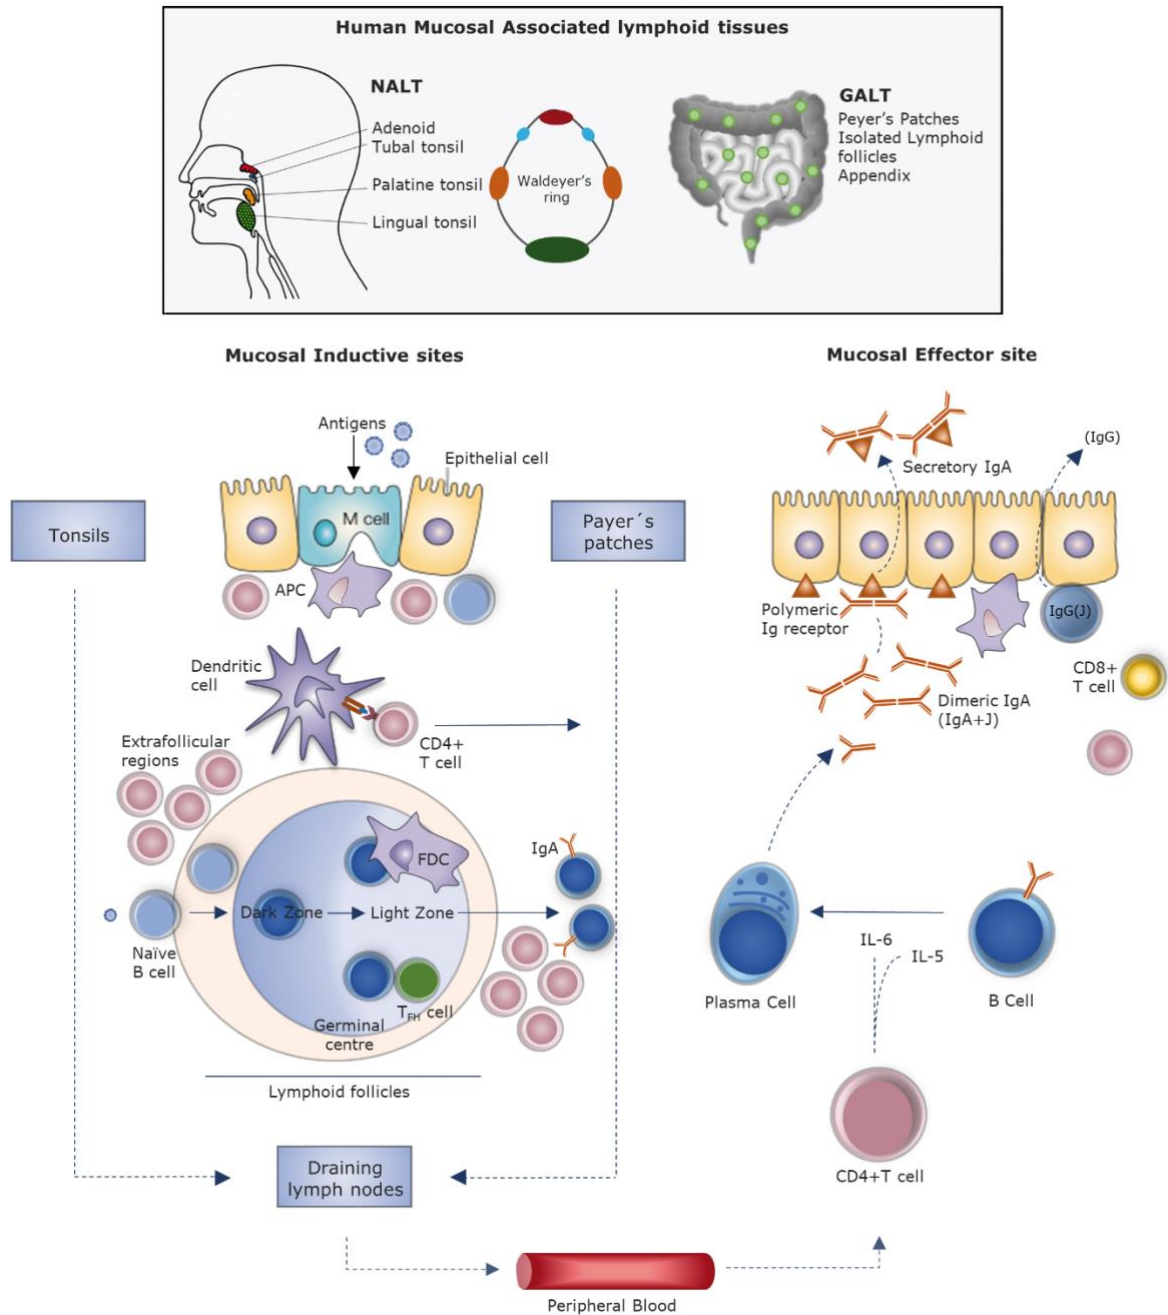 Human Mucosal Associated lymphoid tissues
NALT
Adenoid
Tubal tonsil
Palatine tonsil
Lingual tonsil
Waldeyer's
ring
GALT
Peyer's Patches
Isolated Lymphoid
follicles
Appendix
Mucosal Inductive sites
Antigens
Epithelial cell
M cell
Tonsils
Payer´s
patches
APC
Dendritic
cell
CD4+
T cell
Extrafollicular
regions
FDC
IgA
Dark Zone
Light Zone
Naïve
B cell
TFH cell
Germinal
centre
Lymphoid follicles
Draining
lymph nodes
Peripheral Blood
Mucosal Effector site
(IgG)
Secretory IgA
Polymeric
Ig receptor
IgG(J)
CD8+
T cell
Dimeric IgA
(IgA+J)
IL-6
IL-5
Plasma Cell
B Cell
CD4+T cell